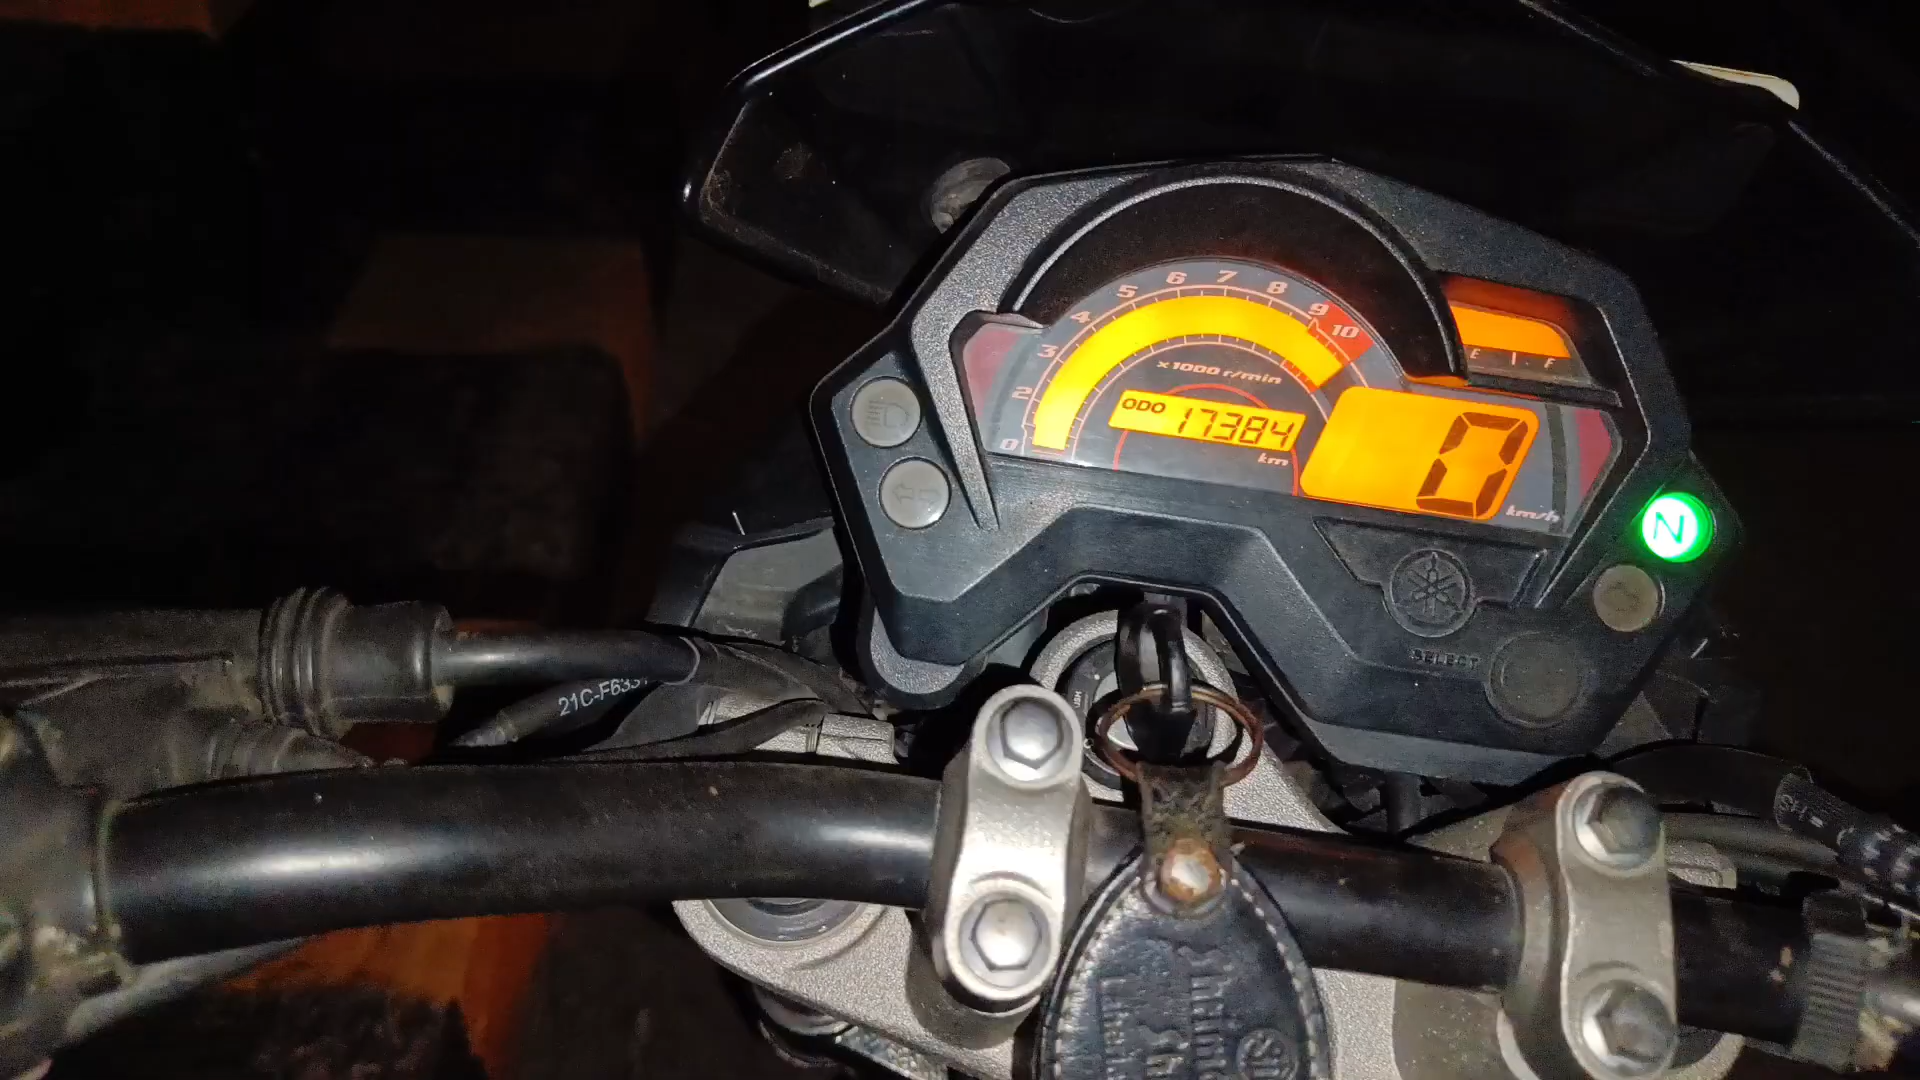 0 2 3 4 5 6 7 8 9 10
x1000 r/min
ODO 17384
km
E F
0
km/h
N
SELECT
21C-F633